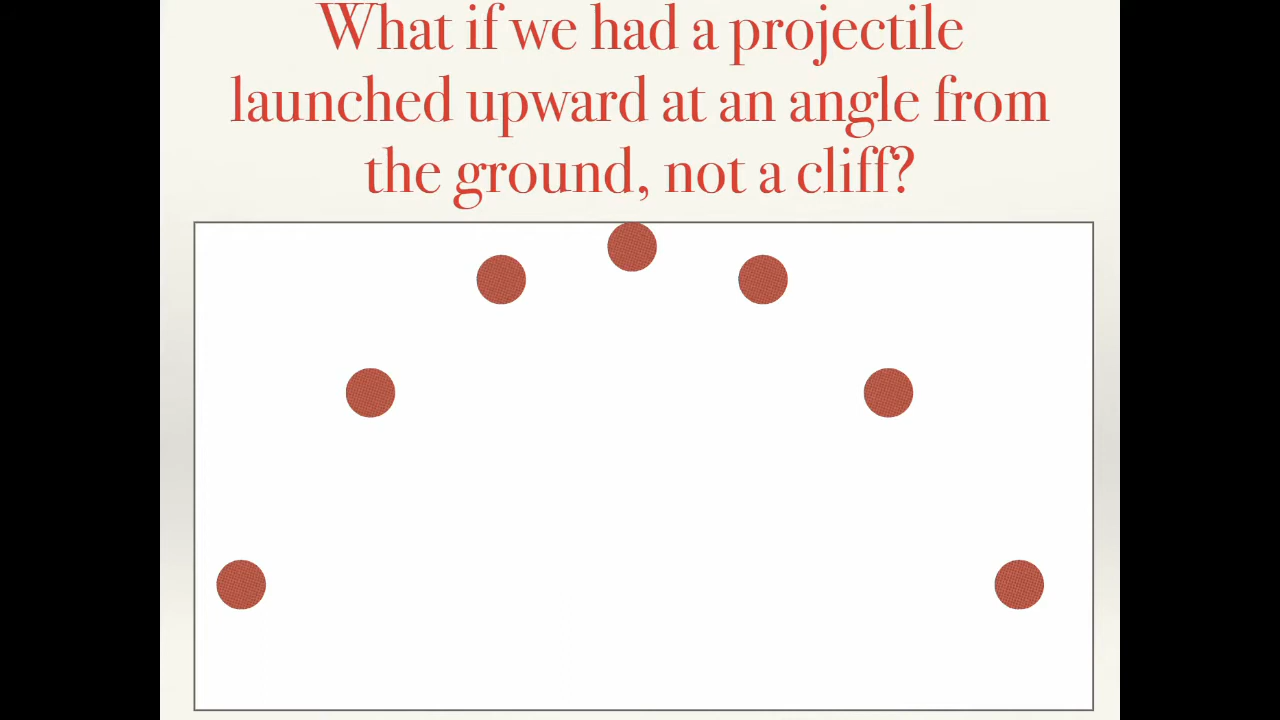 What if we had a projectile
launched upward at an angle from
the ground, not a cliff?